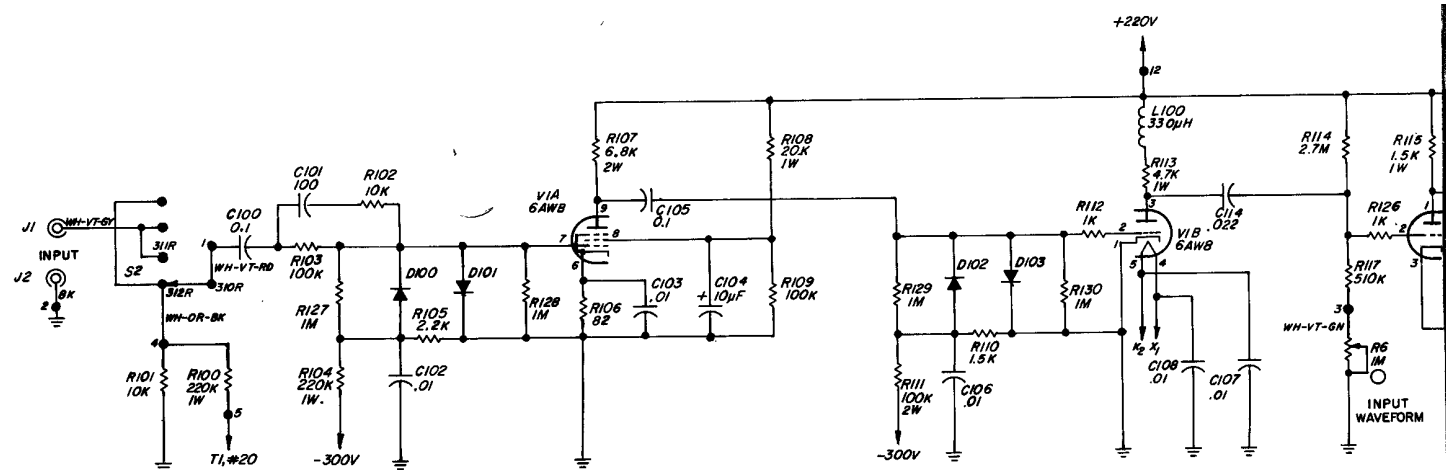 +220V
12
L100
330µH
R107
6.8K
2W
R108
20K
1W
R113
4.7K
1W
R114
2.7M
R115
1.5K
1W
C101
100
R102
10K
V1A
6AW8
9
C105
0.1
J1
WH-VT-GY
INPUT
J2
2
BK
311R
S2
312R
310R
1
C100
0.1
WH-VT-RD
R103
100K
7
8
6
R112
1K
2
1
3
V1B
6AW8
5
4
C114
.022
R126
1K
1
2
3
R127
1M
D100
D101
R105
2.2K
R128
1M
R106
82
C103
.01
C104
+ 10µF
R109
100K
R129
1M
D102
D103
R130
1M
R110
1.5K
R117
510K
3
WH-VT-GN
WH-OR-BK
4
R101
10K
R100
220K
1W
5
T1,#20
R104
220K
1W.
C102
.01
-300V
R111
100K
2W
-300V
C106
.01
K2
X1
C108
.01
C107
.01
R6
1M
INPUT
WAVEFORM